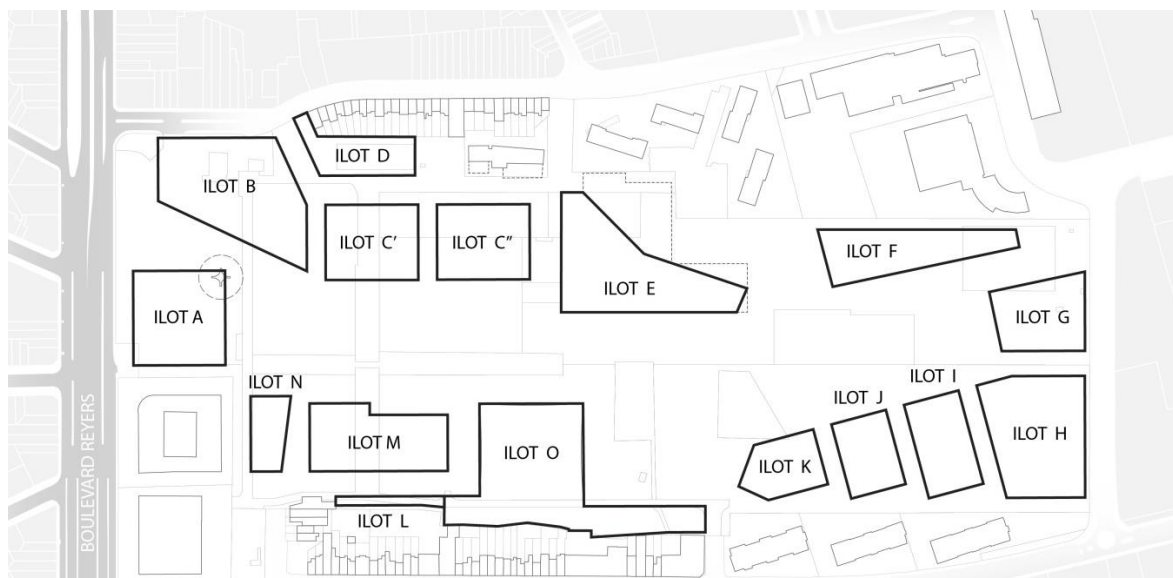 ILOT D
ILOT B
ILOT C'
ILOT C"
ILOT F
ILOT E
ILOT A
ILOT G
ILOT N
ILOT I
ILOT J
ILOT M
ILOT H
ILOT O
ILOT K
ILOT L
BOULEVARD REYERS